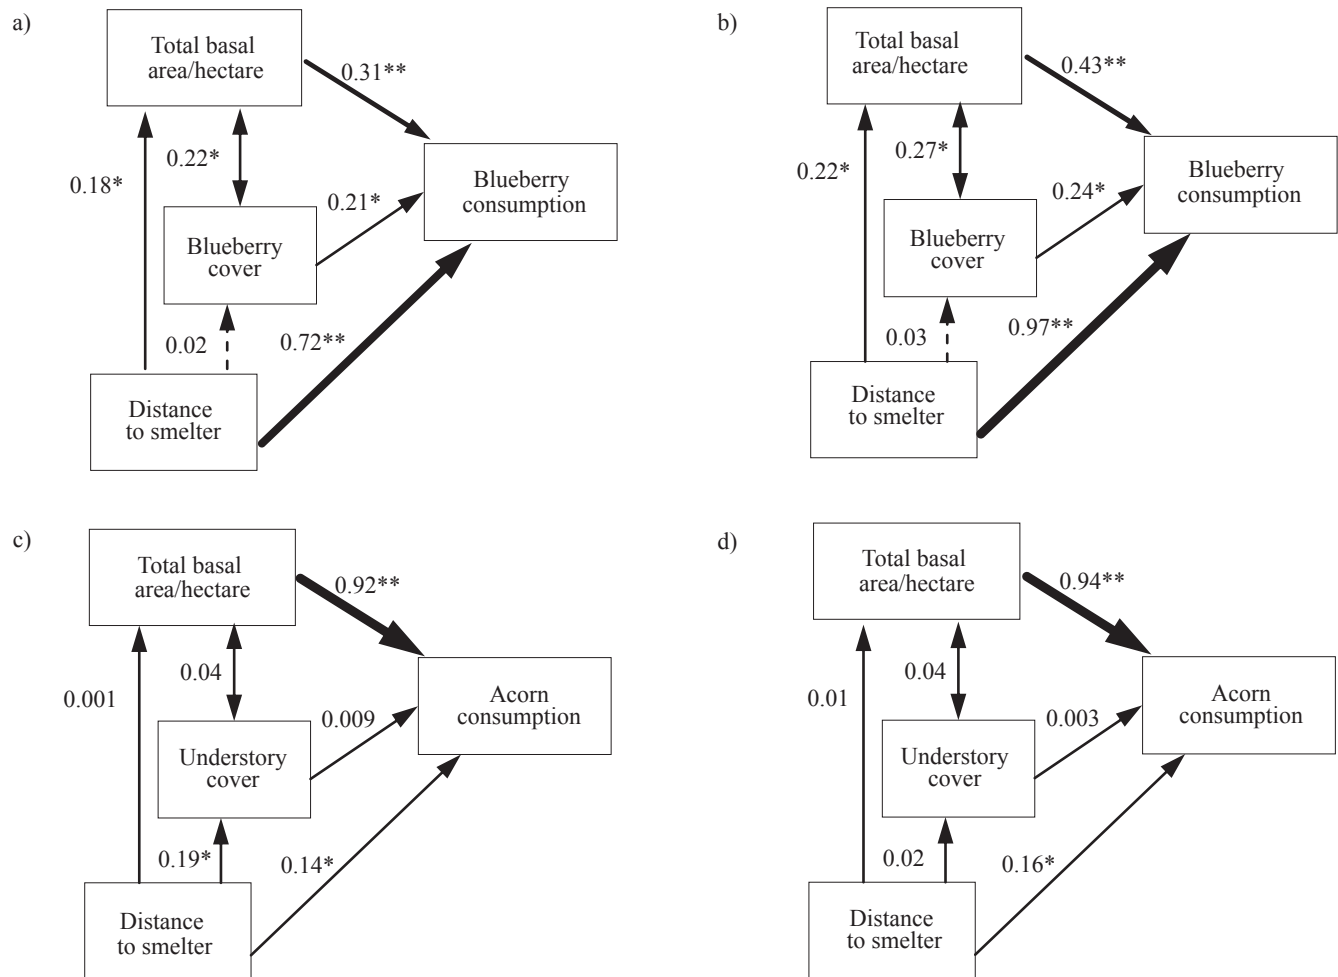 a)
Total basal
area/hectare
0.31**
0.18*
0.22*
Blueberry
consumption
0.21*
Blueberry
cover
0.02
0.72**
Distance
to smelter
b)
Total basal
area/hectare
0.43**
0.22*
0.27*
Blueberry
consumption
0.24*
Blueberry
cover
0.03
0.97**
Distance
to smelter
c)
Total basal
area/hectare
0.92**
0.001
0.04
Acorn
consumption
0.009
Understory
cover
0.19*
0.14*
Distance
to smelter
d)
Total basal
area/hectare
0.94**
0.01
0.04
Acorn
consumption
0.003
Understory
cover
0.02
0.16*
Distance
to smelter